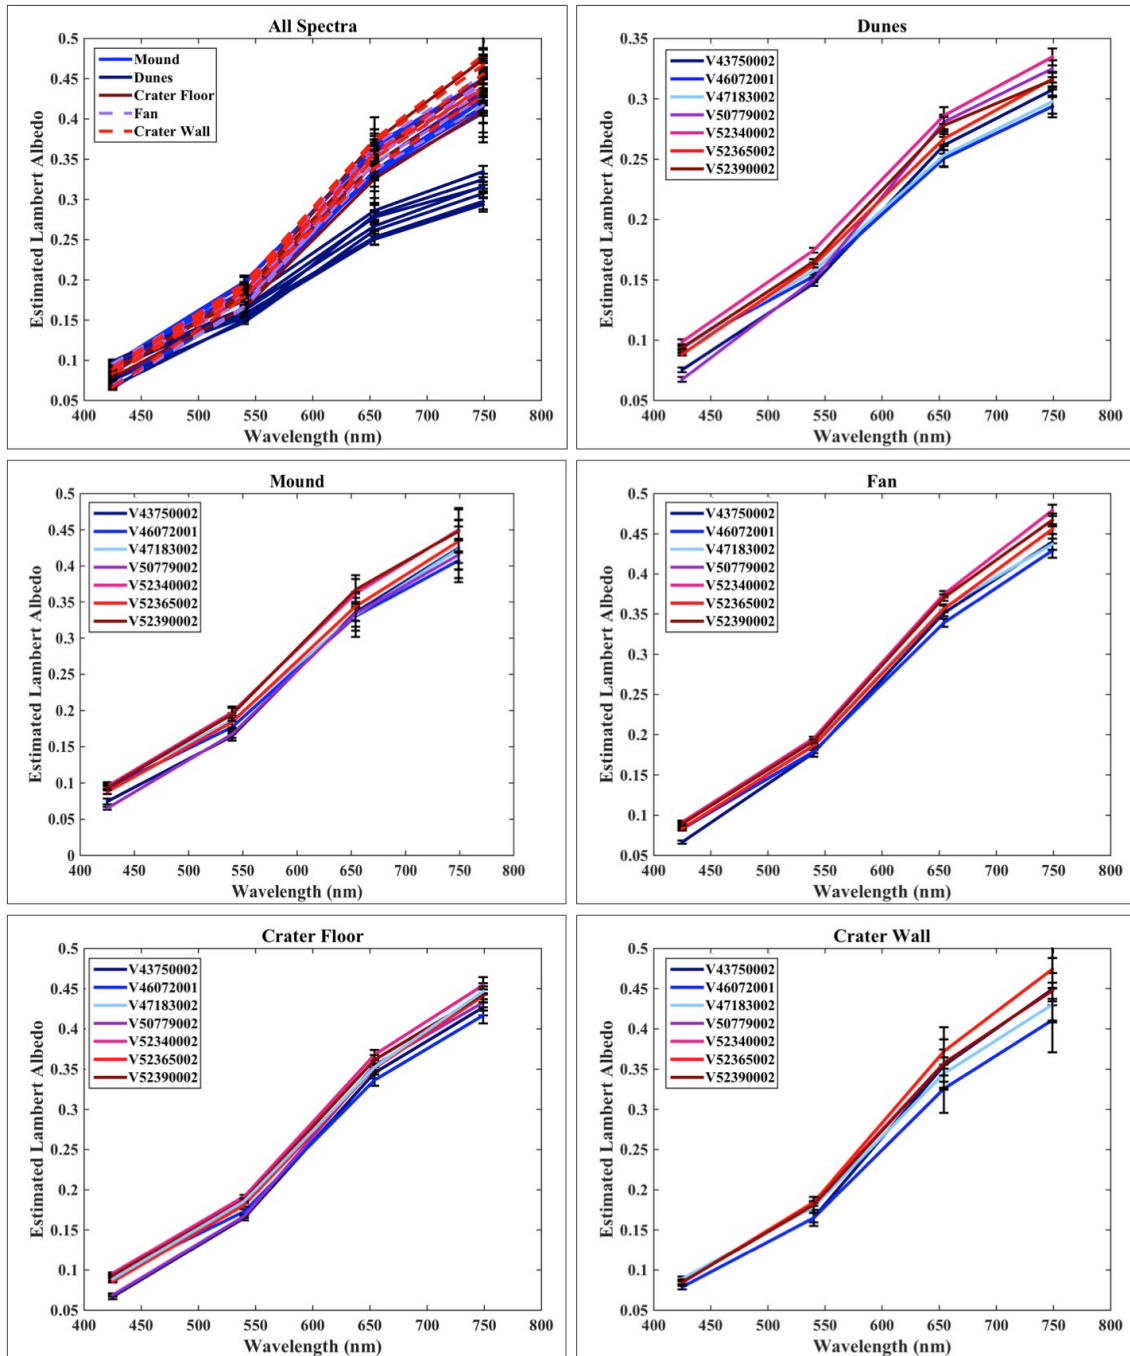 All Spectra
Estimated Lambert Albedo
0.5
0.45
0.4
0.35
0.3
0.25
0.2
0.15
0.1
0.05
Mound
Dunes
Crater Floor
Fan
Crater Wall
400 450 500 550 600 650 700 750 800
Wavelength (nm)
Dunes
Estimated Lambert Albedo
0.35
0.3
0.25
0.2
0.15
0.1
0.05
V43750002
V46072001
V47183002
V50779002
V52340002
V52365002
V52390002
400 450 500 550 600 650 700 750 800
Wavelength (nm)
Mound
Estimated Lambert Albedo
0.5
0.45
0.4
0.35
0.3
0.25
0.2
0.15
0.1
0.05
0
V43750002
V46072001
V47183002
V50779002
V52340002
V52365002
V52390002
400 450 500 550 600 650 700 750 800
Wavelength (nm)
Fan
Estimated Lambert Albedo
0.5
0.45
0.4
0.35
0.3
0.25
0.2
0.15
0.1
0.05
V43750002
V46072001
V47183002
V50779002
V52340002
V52365002
V52390002
400 450 500 550 600 650 700 750 800
Wavelength (nm)
Crater Floor
Estimated Lambert Albedo
0.5
0.45
0.4
0.35
0.3
0.25
0.2
0.15
0.1
0.05
V43750002
V46072001
V47183002
V50779002
V52340002
V52365002
V52390002
400 450 500 550 600 650 700 750 800
Wavelength (nm)
Crater Wall
Estimated Lambert Albedo
0.5
0.45
0.4
0.35
0.3
0.25
0.2
0.15
0.1
0.05
V43750002
V46072001
V47183002
V50779002
V52340002
V52365002
V52390002
400 450 500 550 600 650 700 750 800
Wavelength (nm)